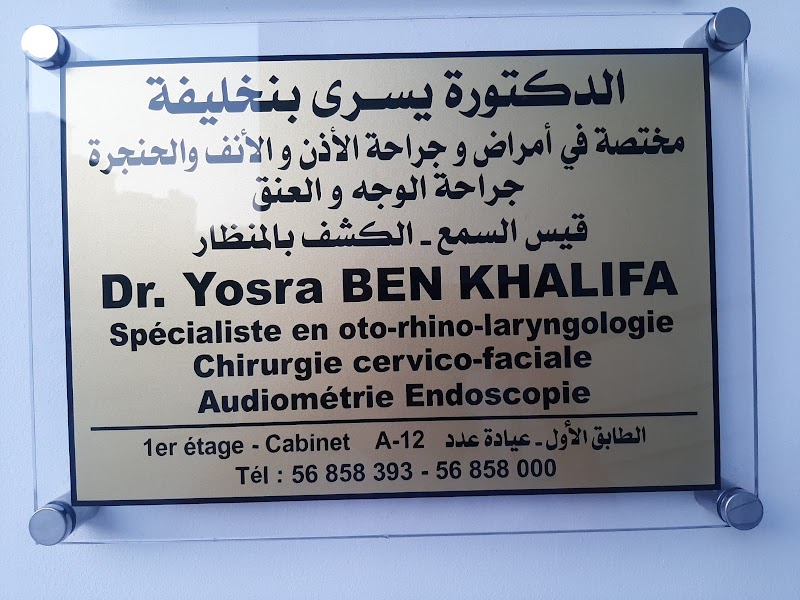 الدكتورة يسرى بنخليفة
مختصة في أمراض و جراحة الأذن و الأنف والحنجرة
جراحة الوجه و العنق
قيس السمع - الكشف بالمنظار
Dr. Yosra BEN KHALIFA
Spécialiste en oto-rhino-laryngologie
Chirurgie cervico-faciale
Audiométrie Endoscopie
1er étage - Cabinet A-12 الطابق الأول - عيادة عدد
Tél : 56 858 393 - 56 858 000